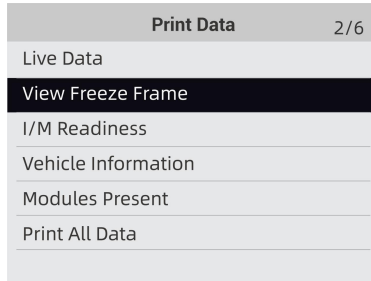 Print Data 2/6
Live Data
View Freeze Frame
I/M Readiness
Vehicle Information
Modules Present
Print All Data